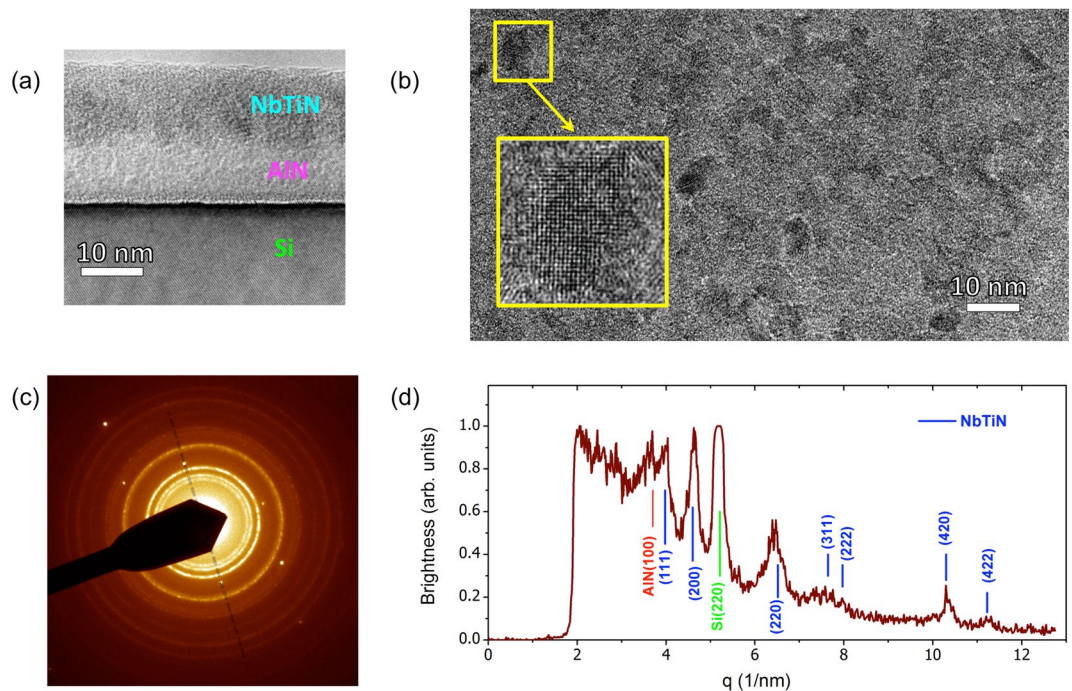 (a)
NbTiN
AlN
Si
10 nm
(b)
10 nm
(c)
(d)
Brightness (arb. units)
1.0
0.8
0.6
0.4
0.2
0.0
NbTiN
AlN(100)
(111)
(200)
Si(220)
(220)
(311)
(222)
(420)
(422)
0
2
4
6
8
10
12
q (1/nm)